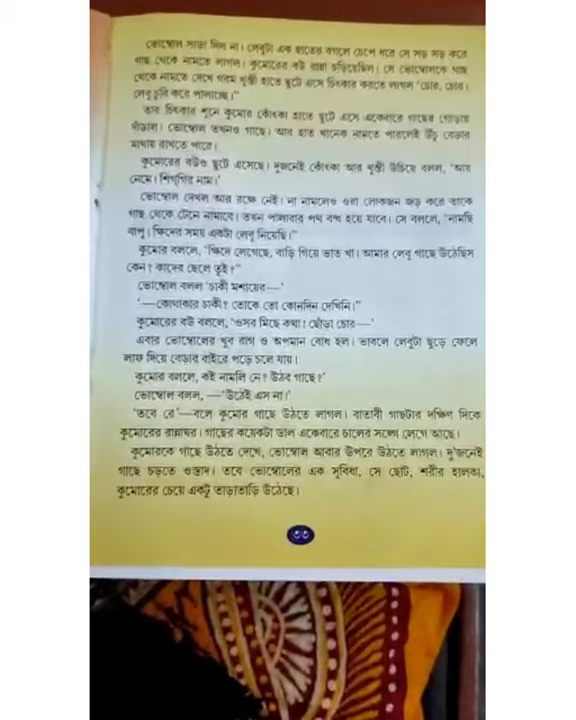 ভোম্বোল সাড়া দিল না। লেবুটা এক হাতের বগলে চেপে ধরে সে সড় সড় করে
গাছ থেকে নামতে লাগল। কুমোরের বউ রান্না চড়িয়েছিল। সে ভোম্বোলকে গাছ
থেকে নামতে দেখে গরম খুন্তী হাতে ছুটে এসে চিৎকার করতে লাগল ‘চোর, চোর।
লেবু চুরি করে পালাচ্ছে।”
তার চিৎকার শুনে কুমোর কোঁৎকা হাতে ছুটে এসে একেবারে গাছের গোড়ায়
দাঁড়াল। ভোম্বোল তখনও গাছে। আর হাত খানেক নামতে পারলেই উঁচু বেড়ার
মাথায় রাখতে পারে।
কুমোরের বউও ছুটে এসেছে। দুজনেই কোঁৎকা আর খুন্তী উচিয়ে বলল, ‘আয়
নেমে। শিগ্‌গির নাম।’
ভোম্বোল দেখল আর রক্ষে নেই। না নামলেও ওরা লোকজন জড় করে তাকে
গাছ থেকে টেনে নামাবে। তখন পালাবার পথ বন্ধ হয়ে যাবে। সে বললে, ‘নামছি
বাপু। ক্ষিদের সময় একটা লেবু নিয়েছি।”
কুমোর বললে, ‘ক্ষিদে লেগেছে, বাড়ি গিয়ে ভাত খা। আমার লেবু গাছে উঠেছিস
কেন? কাদের ছেলে তুই?”
ভোম্বোল বলল ‘চাকী মশায়ের—’
‘—কোথাকার চাকী? তোকে তো কোনদিন দেখিনি।”
কুমোরের বউ বললে, ‘ওসব মিছে কথা। ছোঁড়া চোর—’
এবার ভোম্বোলের খুব রাগ ও অপমান বোধ হল। ভাবলে লেবুটা ছুড়ে ফেলে
লাফ দিয়ে বেড়ার বাইরে পড়ে চলে যায়।
কুমোর বললে, কই নামলি নে? উঠব গাছে?’
ভোম্বোল বলল, —‘উঠেই এস না।’
‘তবে রে’—বলে কুমোর গাছে উঠতে লাগল। বাতাবী গাছটার দক্ষিণ দিকে
কুমোরের রান্নাঘর। গাছের কয়েকটা ডাল একেবারে চালের সঙ্গে লেগে আছে।
কুমোরকে গাছে উঠতে দেখে, ভোম্বোল আবার উপরে উঠতে লাগল। দু’জনেই
গাছে চড়তে ওস্তাদ। তবে ভোম্বোলের এক সুবিধা, সে ছোট, শরীর হালকা,
কুমোরের চেয়ে একটু তাড়াতাড়ি উঠেছে।